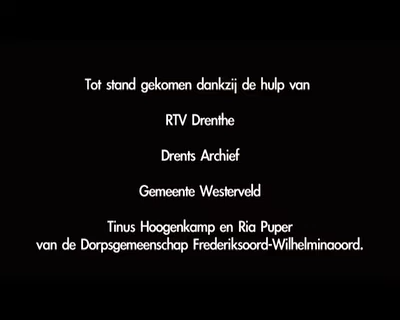 Tot stand gekomen dankzij de hulp van
RTV Drenthe
Drents Archief
Gemeente Westerveld
Tinus Hoogenkamp en Ria Puper
van de Dorpsgemeenschap Frederiksoord-Wilhelminaoord.